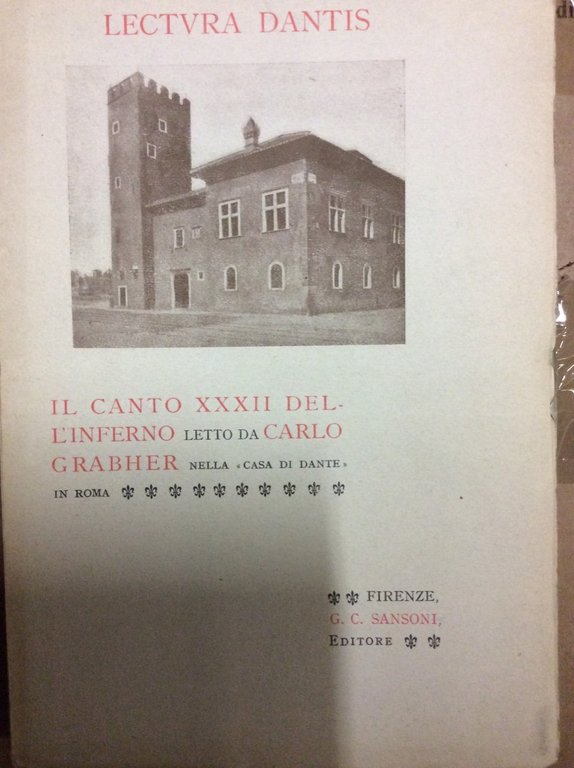 LECTVRA DANTIS
IL CANTO XXXII DEL-
L'INFERNO LETTO DA CARLO
GRABHER NELLA «CASA DI DANTE»
IN ROMA
FIRENZE,
G. C. SANSONI,
EDITORE